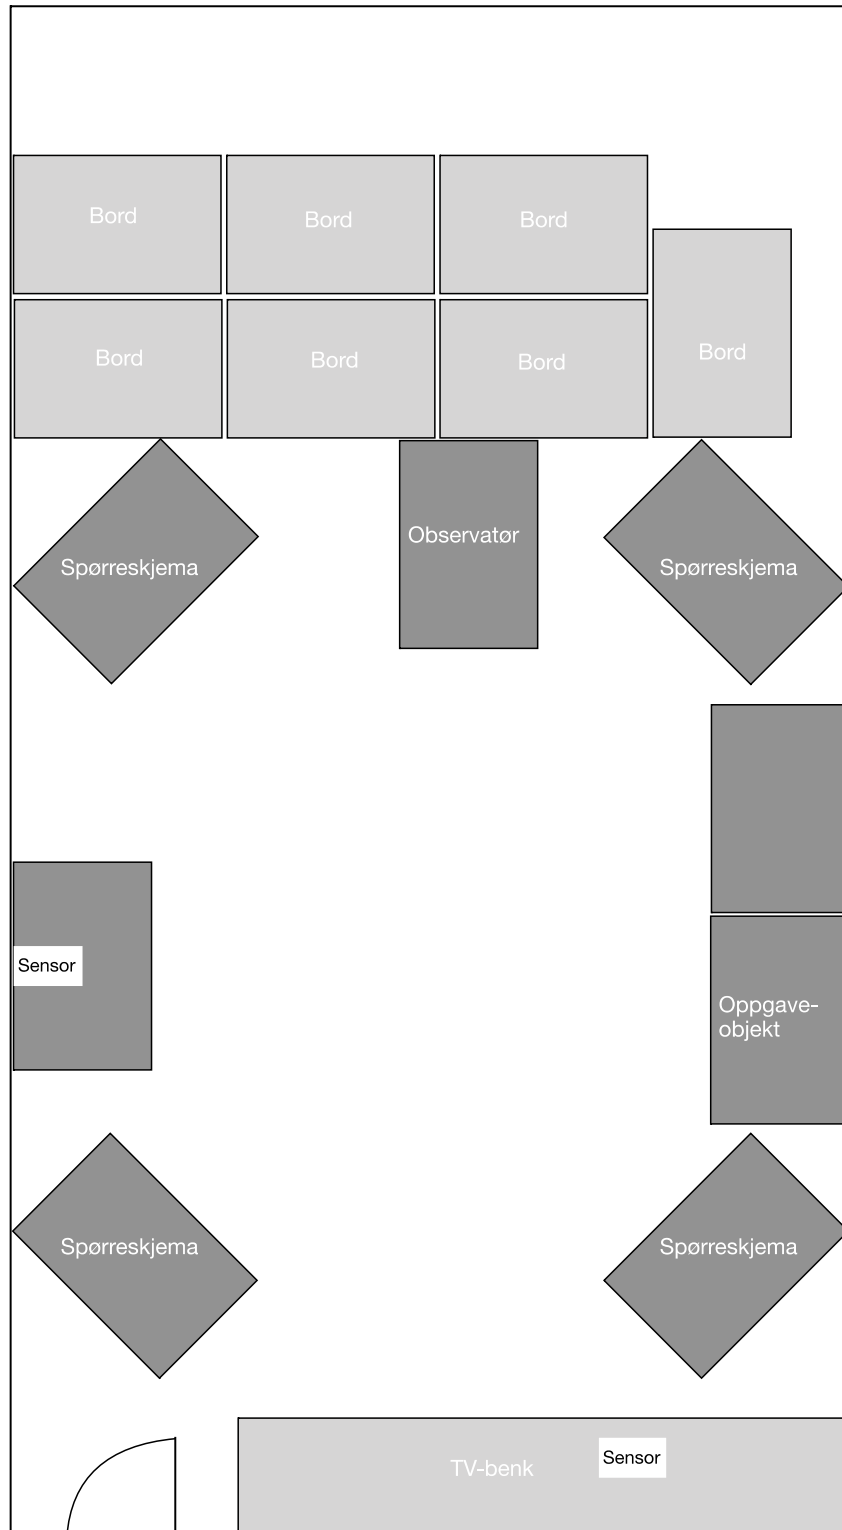 Bord
Bord
Bord
Bord
Bord
Bord
Bord
Observatør
Spørreskjema
Spørreskjema
Sensor
Oppgave-
objekt
Spørreskjema
Spørreskjema
TV-benk
Sensor